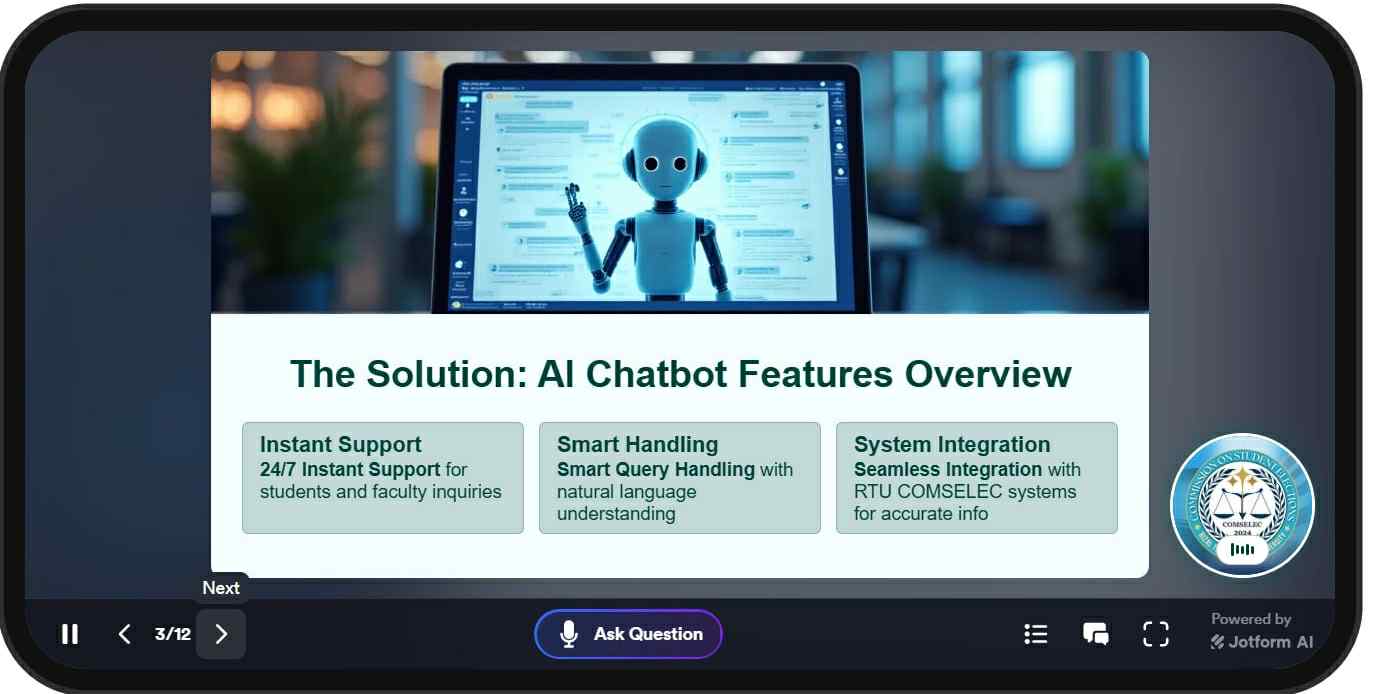 The Solution: AI Chatbot Features Overview
Instant Support
24/7 Instant Support for
students and faculty inquiries
Smart Handling
Smart Query Handling with
natural language
understanding
System Integration
Seamless Integration with
RTU COMSELEC systems
for accurate info
COMMISSION ON STUDENT ELECTIONS
COMSELEC
2024
Next
3/12
Ask Question
Powered by
Jotform AI